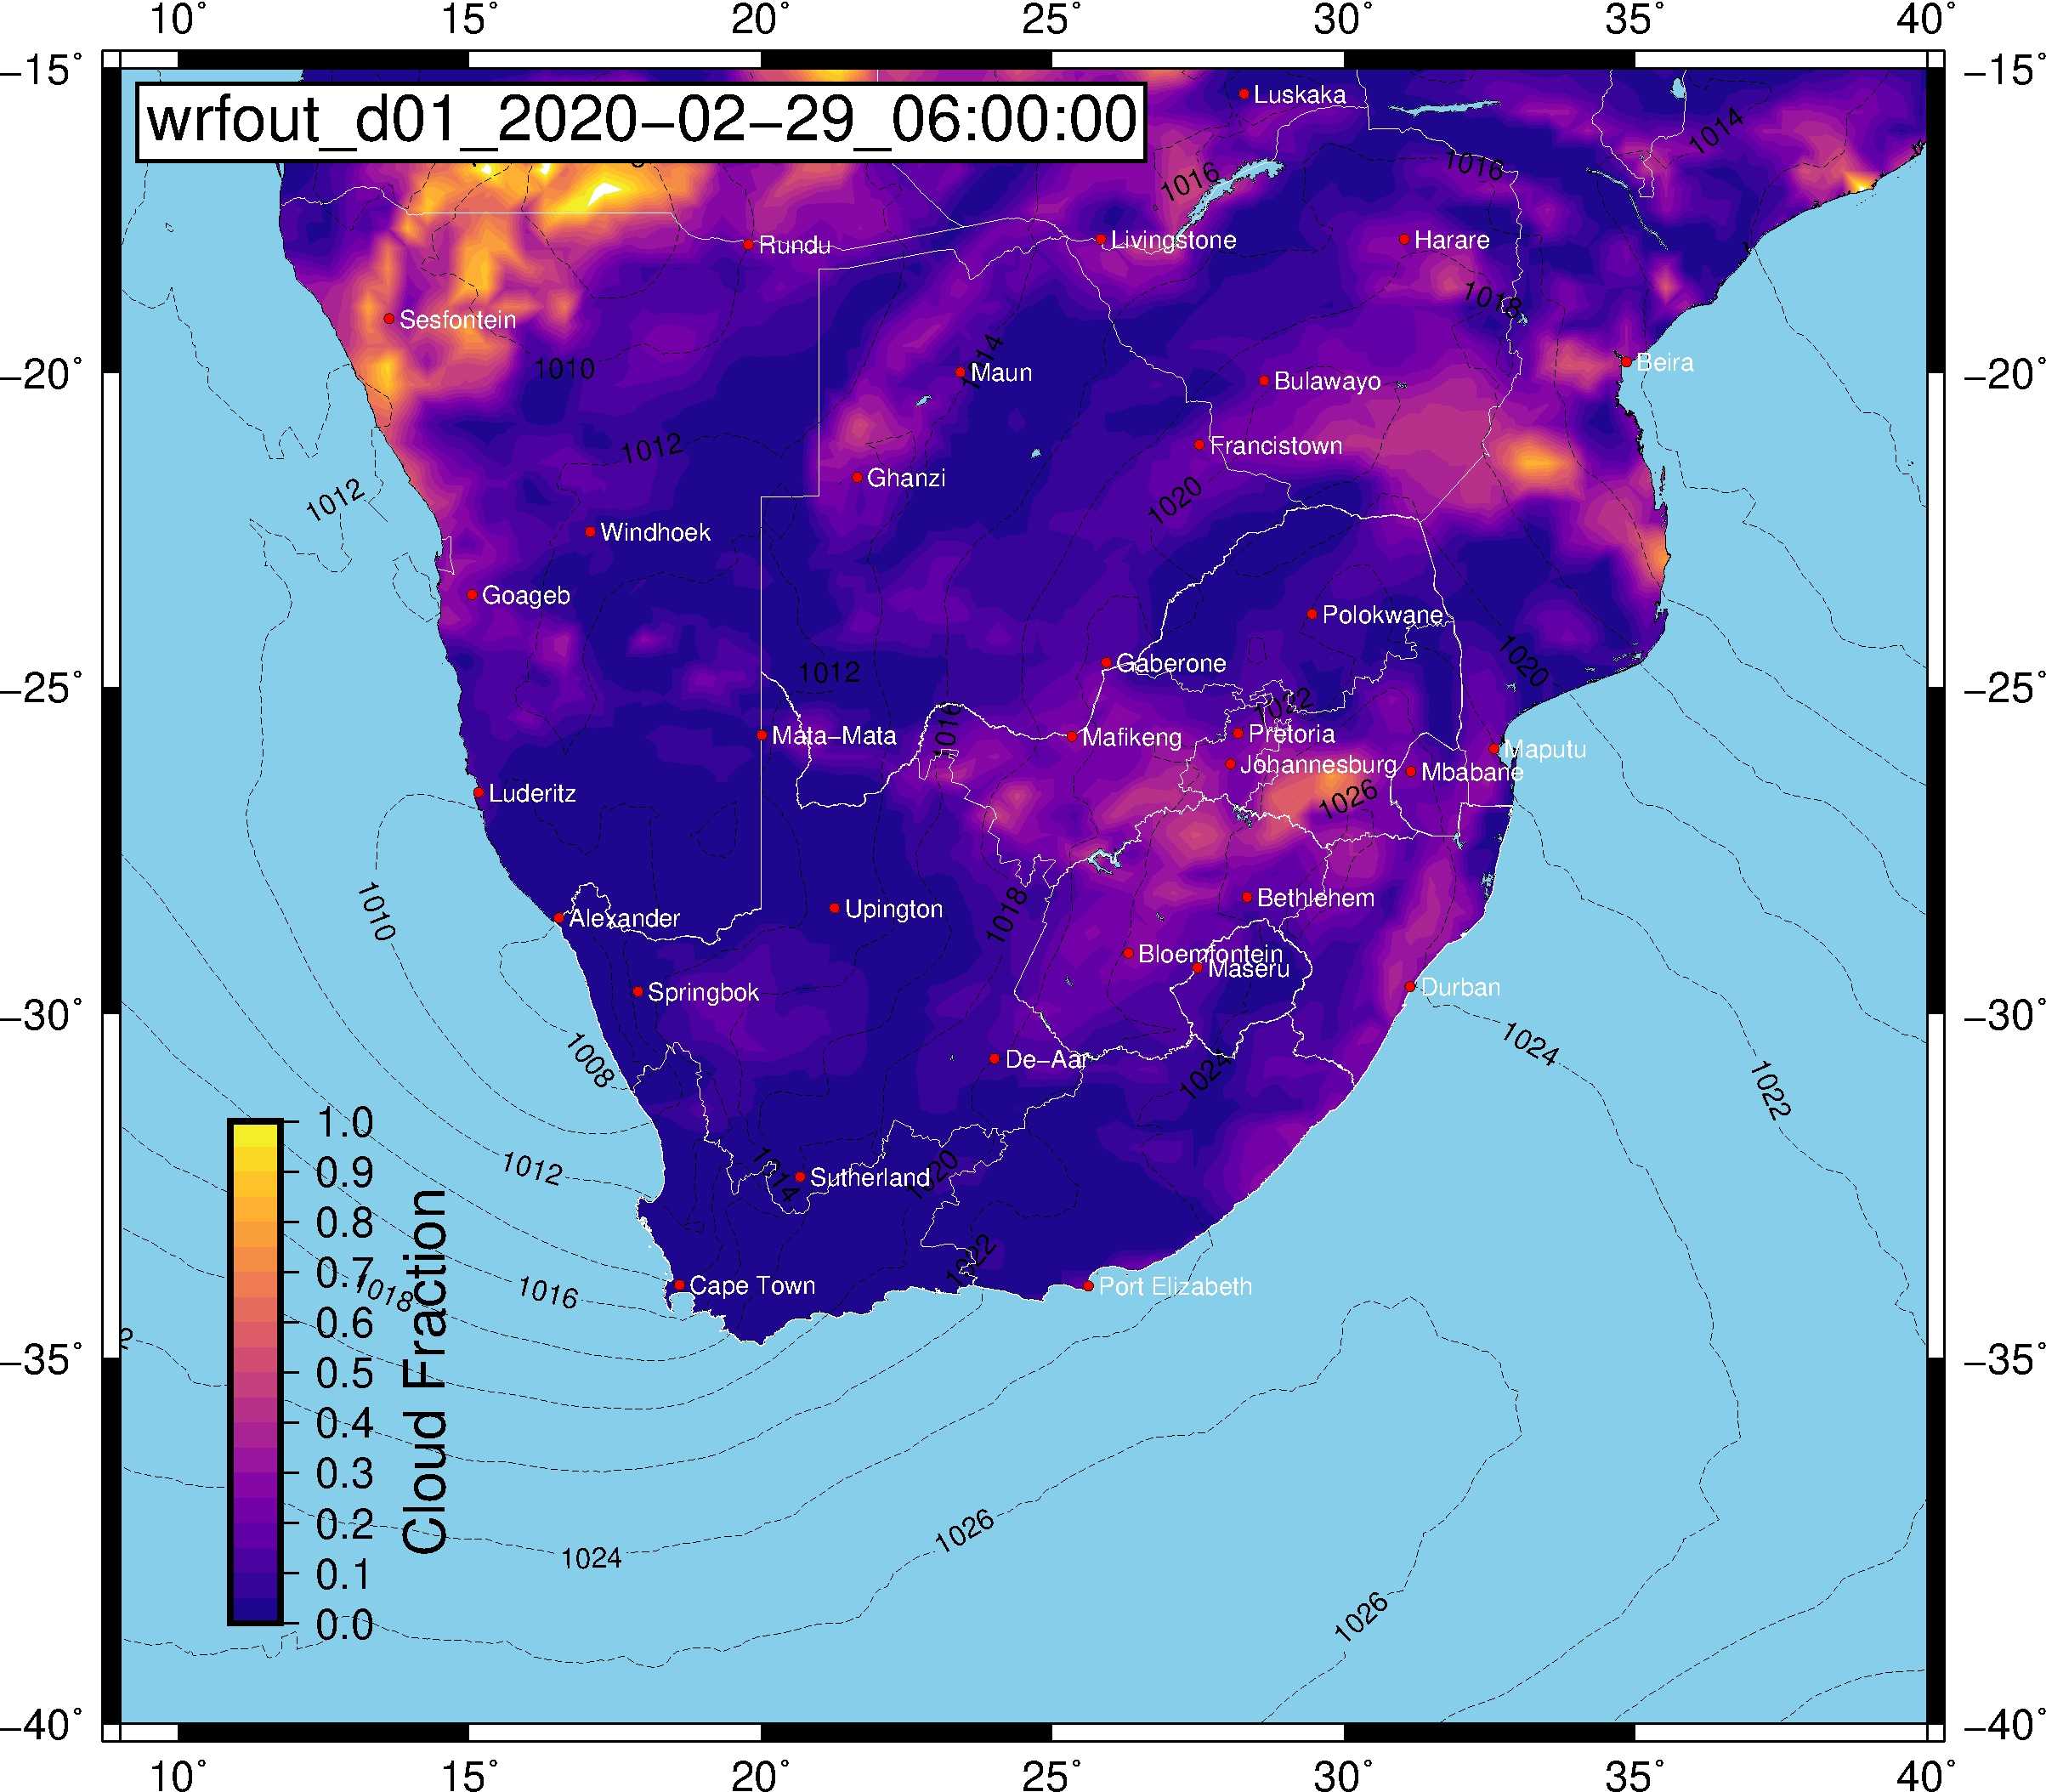 10° 15° 20° 25° 30° 35° 40°
−15° −15°
wrfout_d01_2020−02−29_06:00:00
Luskaka
1014
1016
1016
Rundu
Livingstone
Harare
1018
Sesfontein
1010
1014
−20° −20°
Maun
Beira
Bulawayo
1012
Francistown
Ghanzi
1012
1020
Windhoek
Goageb
Polokwane
1020
Gaberone
1012
−25° −25°
1022
1016
Mata−Mata
Mafikeng
Pretoria
Maputu
Johannesburg
Mbabane
1026
Luderitz
1010
Bethlehem
1018
Upington
Alexander
Bloemfontein
Maseru
Springbok
Durban
−30° −30°
1008
1024
De−Aar
1024
1022
1012
1014
Sutherland
1020
1022
1018
1016
Cape Town
Port Elizabeth
2
−35° −35°
1.0
0.9
0.8
0.7
0.6
0.5
0.4
0.3
0.2
0.1
0.0
Cloud Fraction
1026
1024
1026
−40° −40°
10° 15° 20° 25° 30° 35° 40°